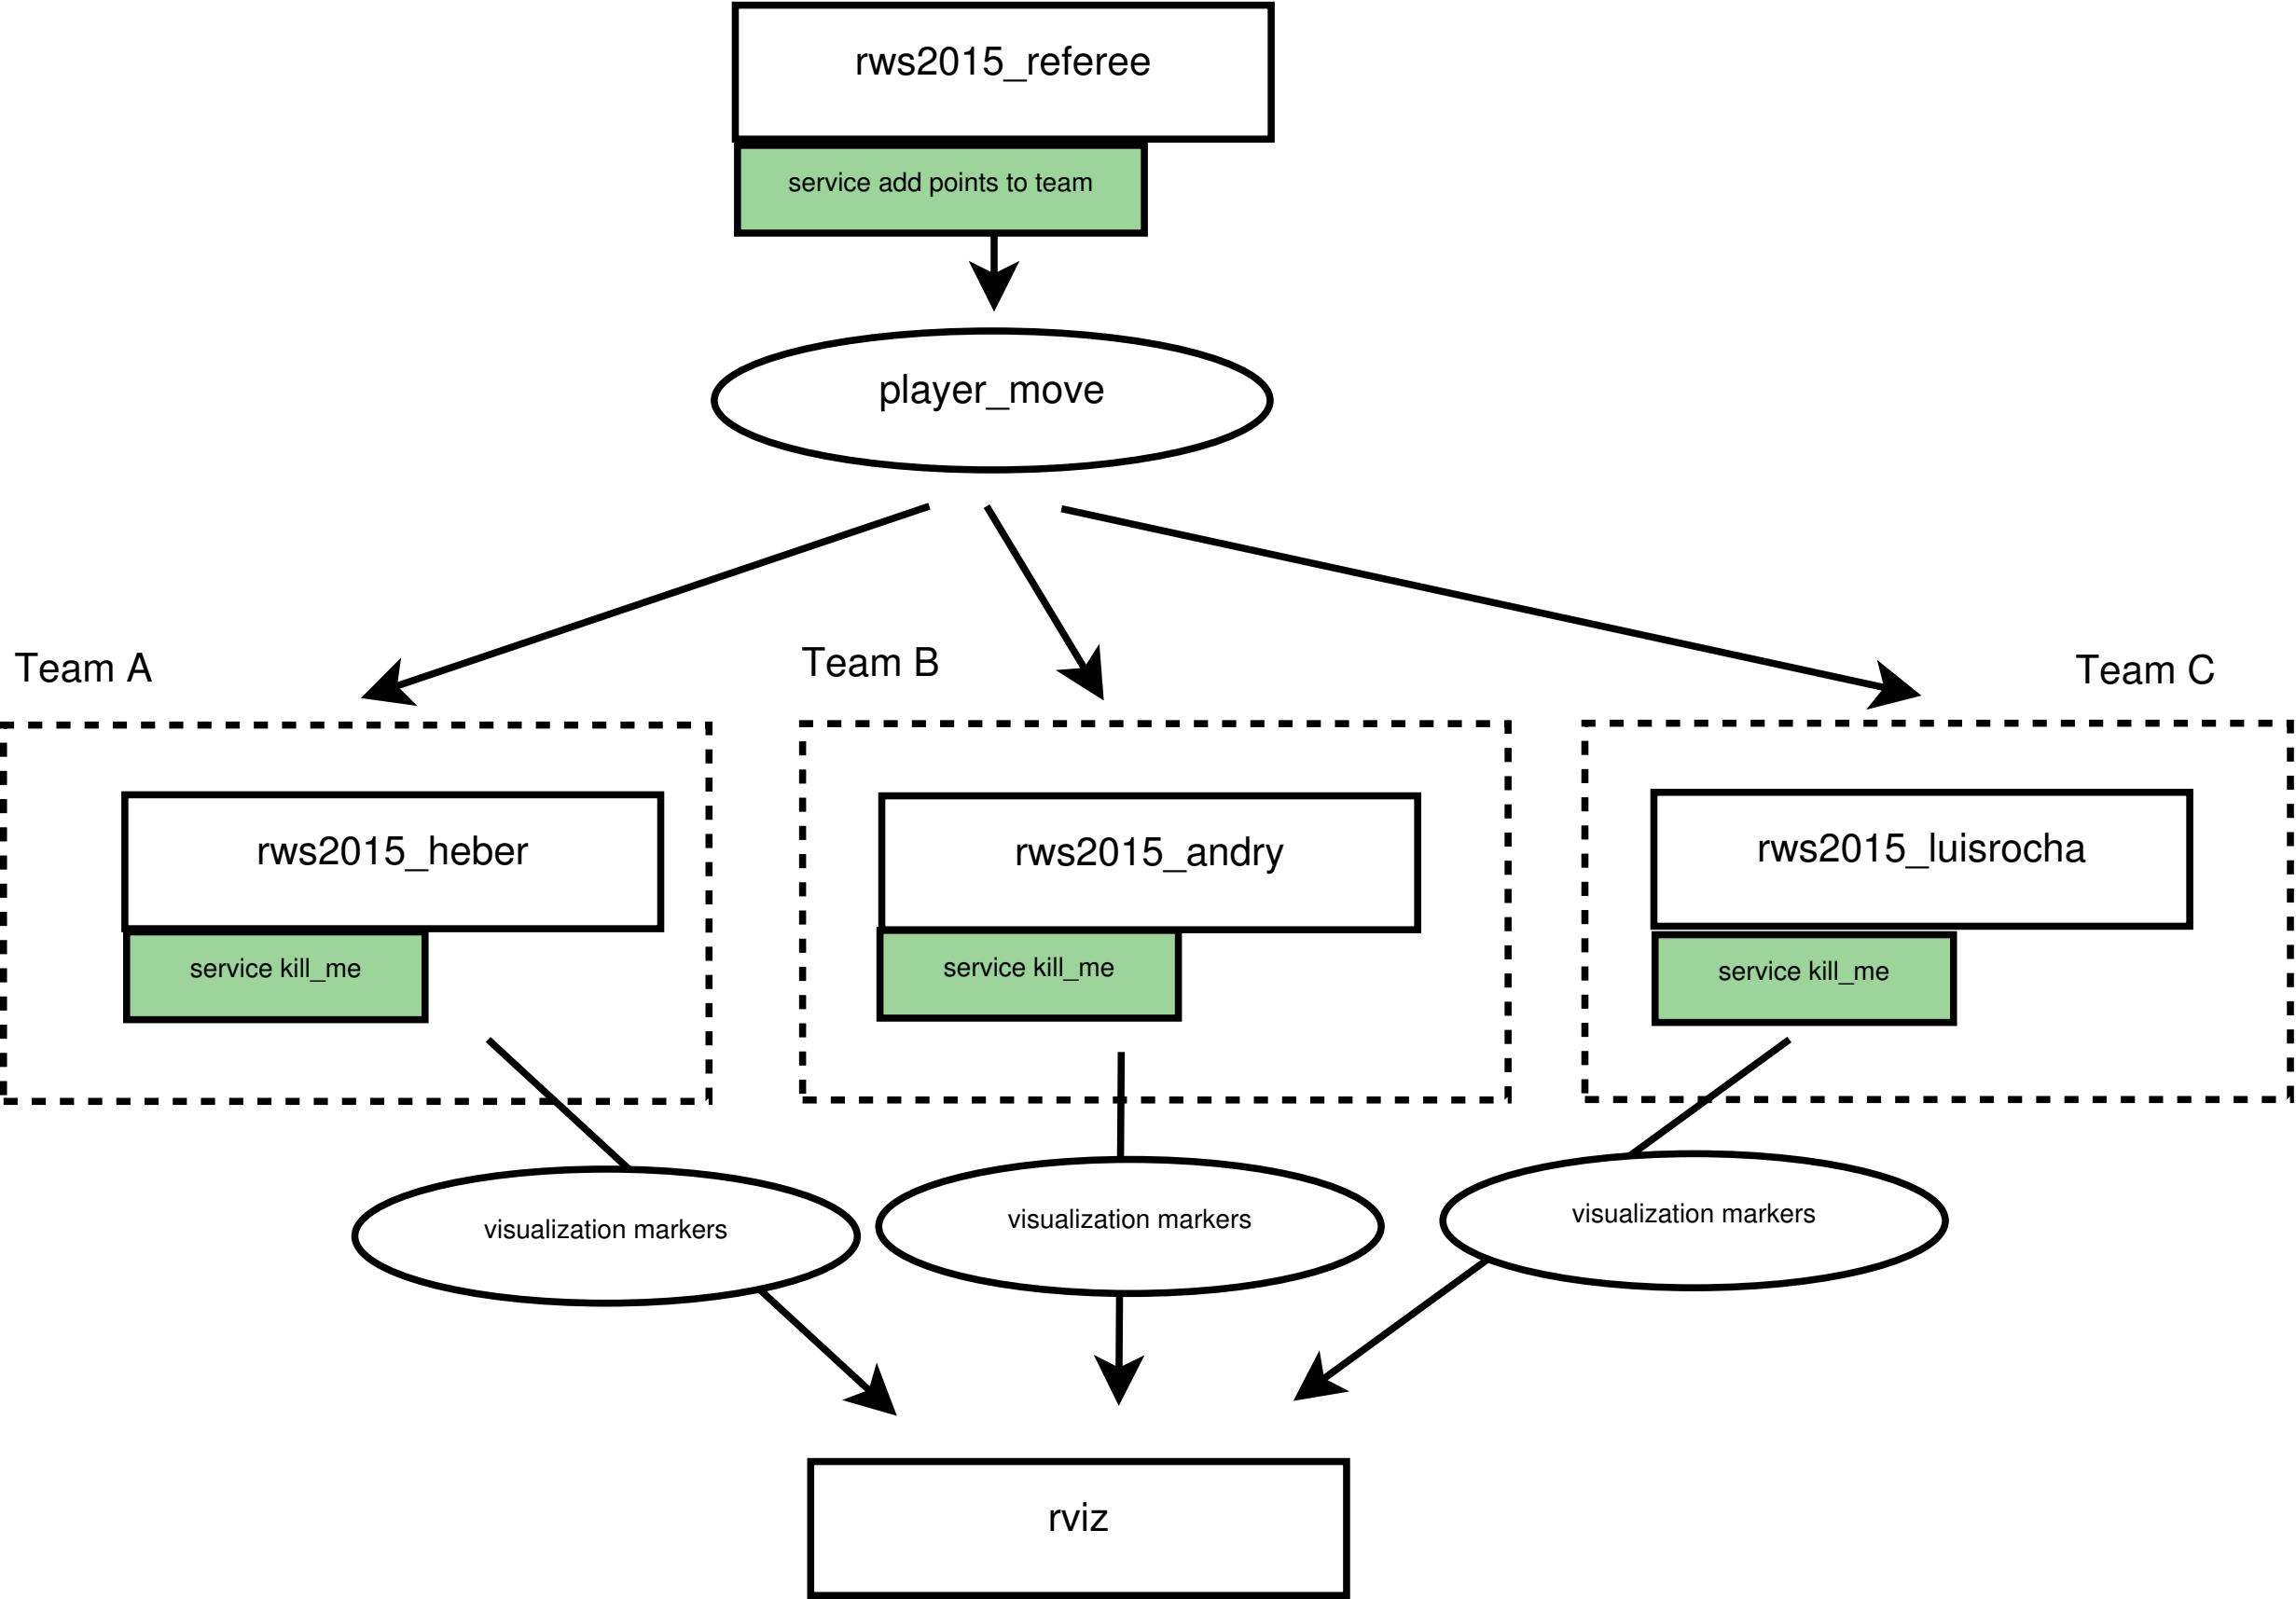 rws2015_referee
service add points to team
player_move
Team A
Team B
Team C
rws2015_heber
rws2015_andry
rws2015_luisrocha
service kill_me
service kill_me
service kill_me
visualization markers
visualization markers
visualization markers
rviz